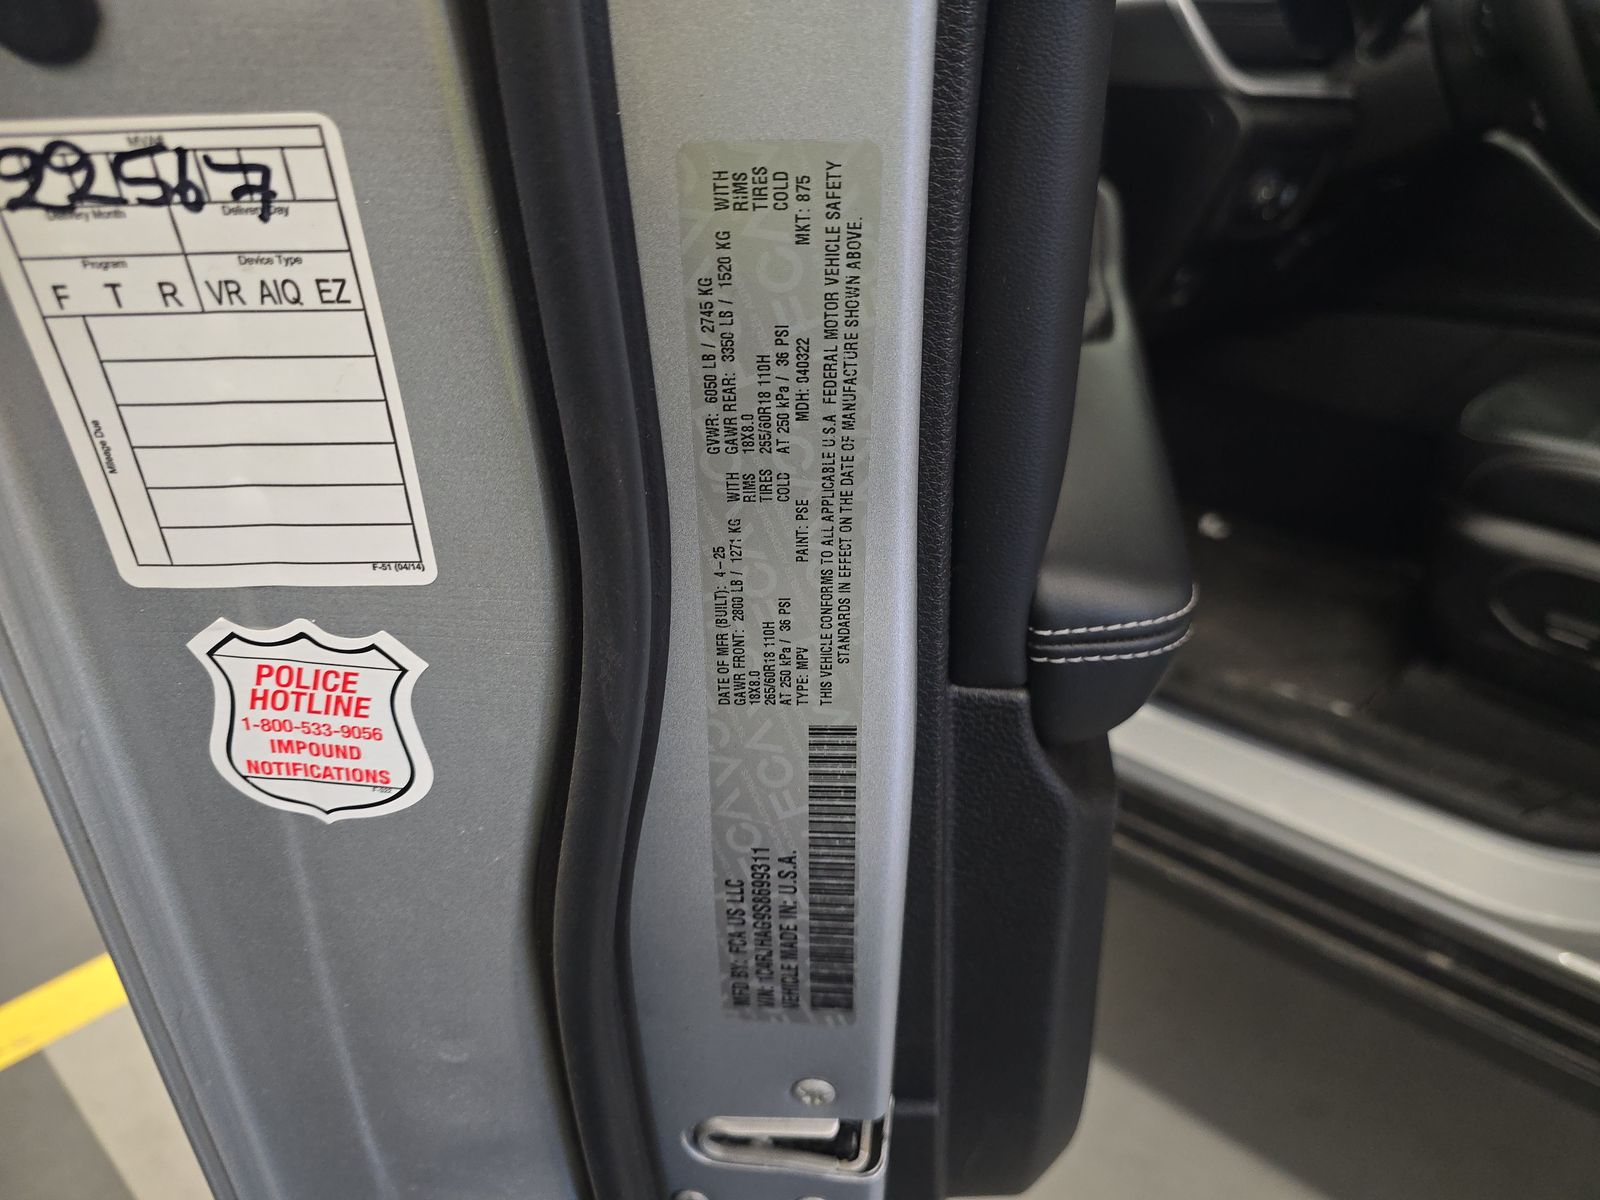 MVA#
22567
Delivery Month Delivery Day
Program Device Type
F T R VR AIQ EZ
Mileage Due
F-51 (04/14)
POLICE
HOTLINE
1-800-533-9056
IMPOUND
NOTIFICATIONS
MFD BY: FCA US LLC
VIN: 1C4RJHAG9S8699311
VEHICLE MADE IN: U.S.A.
DATE OF MFR (BUILT): 4-25 GVWR: 6050 LB / 2745 KG
GAWR FRONT: 2800 LB / 1271 KG WITH GAWR REAR: 3350 LB / 1520 KG WITH
18X8.0 RIMS 18X8.0 RIMS
265/60R18 110H TIRES 265/60R18 110H TIRES
AT 250 kPa / 36 PSI COLD AT 250 kPa / 36 PSI COLD
TYPE: MPV PAINT: PSE MDH: 040322 MKT: 875
THIS VEHICLE CONFORMS TO ALL APPLICABLE U.S.A. FEDERAL MOTOR VEHICLE SAFETY
STANDARDS IN EFFECT ON THE DATE OF MANUFACTURE SHOWN ABOVE.